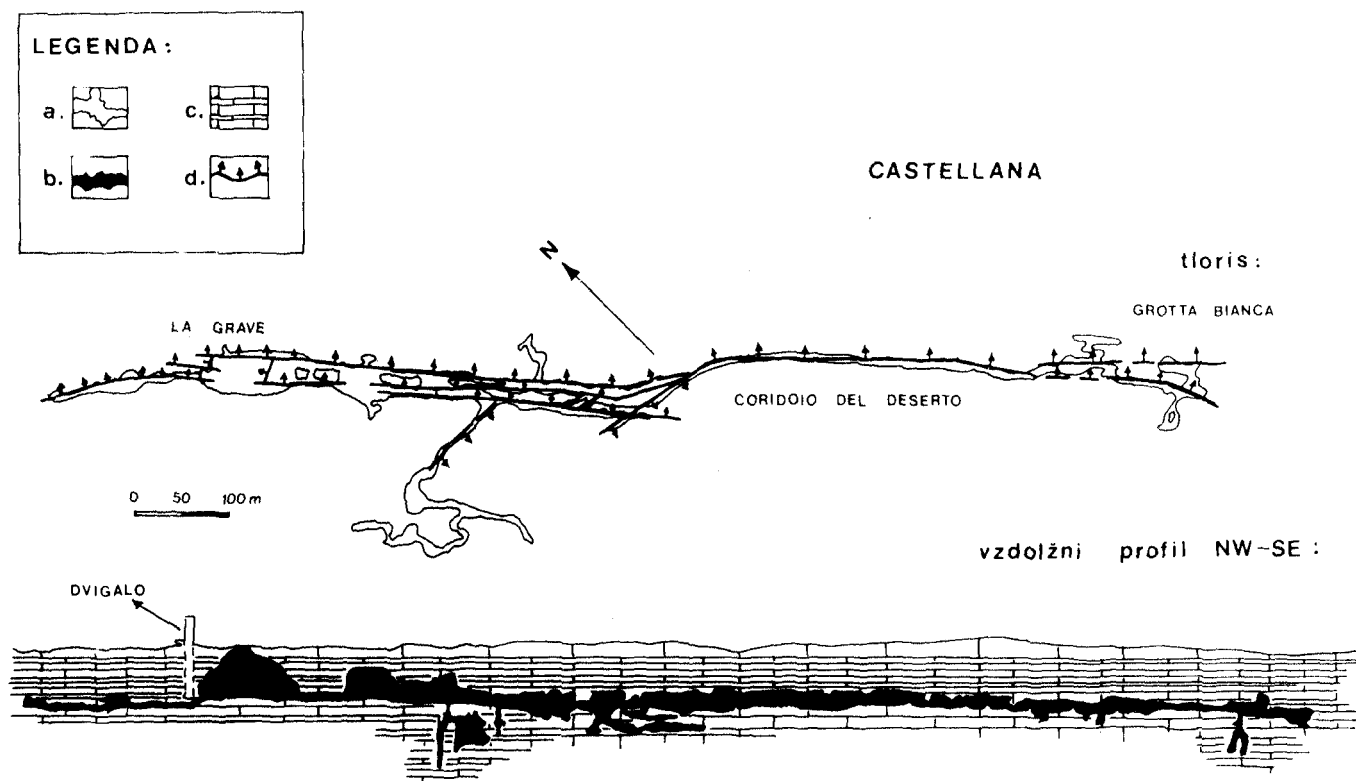 LEGENDA:
a. c.
b. d.
CASTELLANA
N
tloris:
GROTTA BIANCA
LA GRAVE
CORIDOIO DEL DESERTO
0 50 100 m
vzdolžni profil NW-SE :
DVIGALO